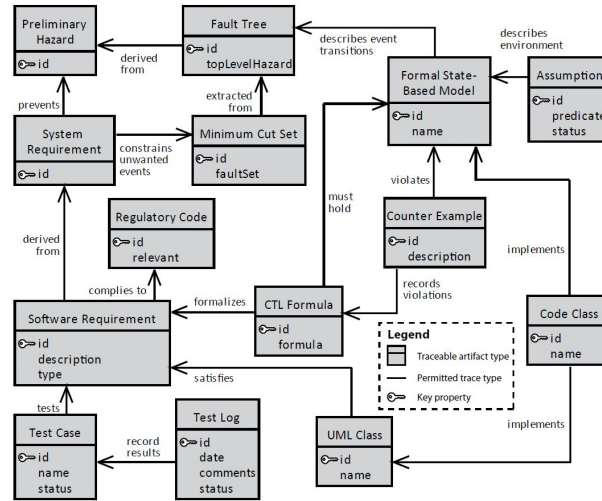 Preliminary
Hazard
id
Fault Tree
id
topLevelHazard
derived
from
describes event
transitions
describes
environment
Formal State-
Based Model
id
name
Assumption
id
predicate
status
prevents
extracted
from
System
Requirement
id
constrains
unwanted
events
Minimum Cut Set
id
faultSet
must
hold
violates
Regulatory Code
id
relevant
Counter Example
id
description
derived
from
implements
complies to
formalizes
records
violations
Software Requirement
id
description
type
CTL Formula
id
formula
Code Class
id
name
Legend
Traceable artifact type
Permitted trace type
Key property
satisfies
tests
implements
Test Case
id
name
status
record
results
Test Log
id
date
comments
status
UML Class
id
name